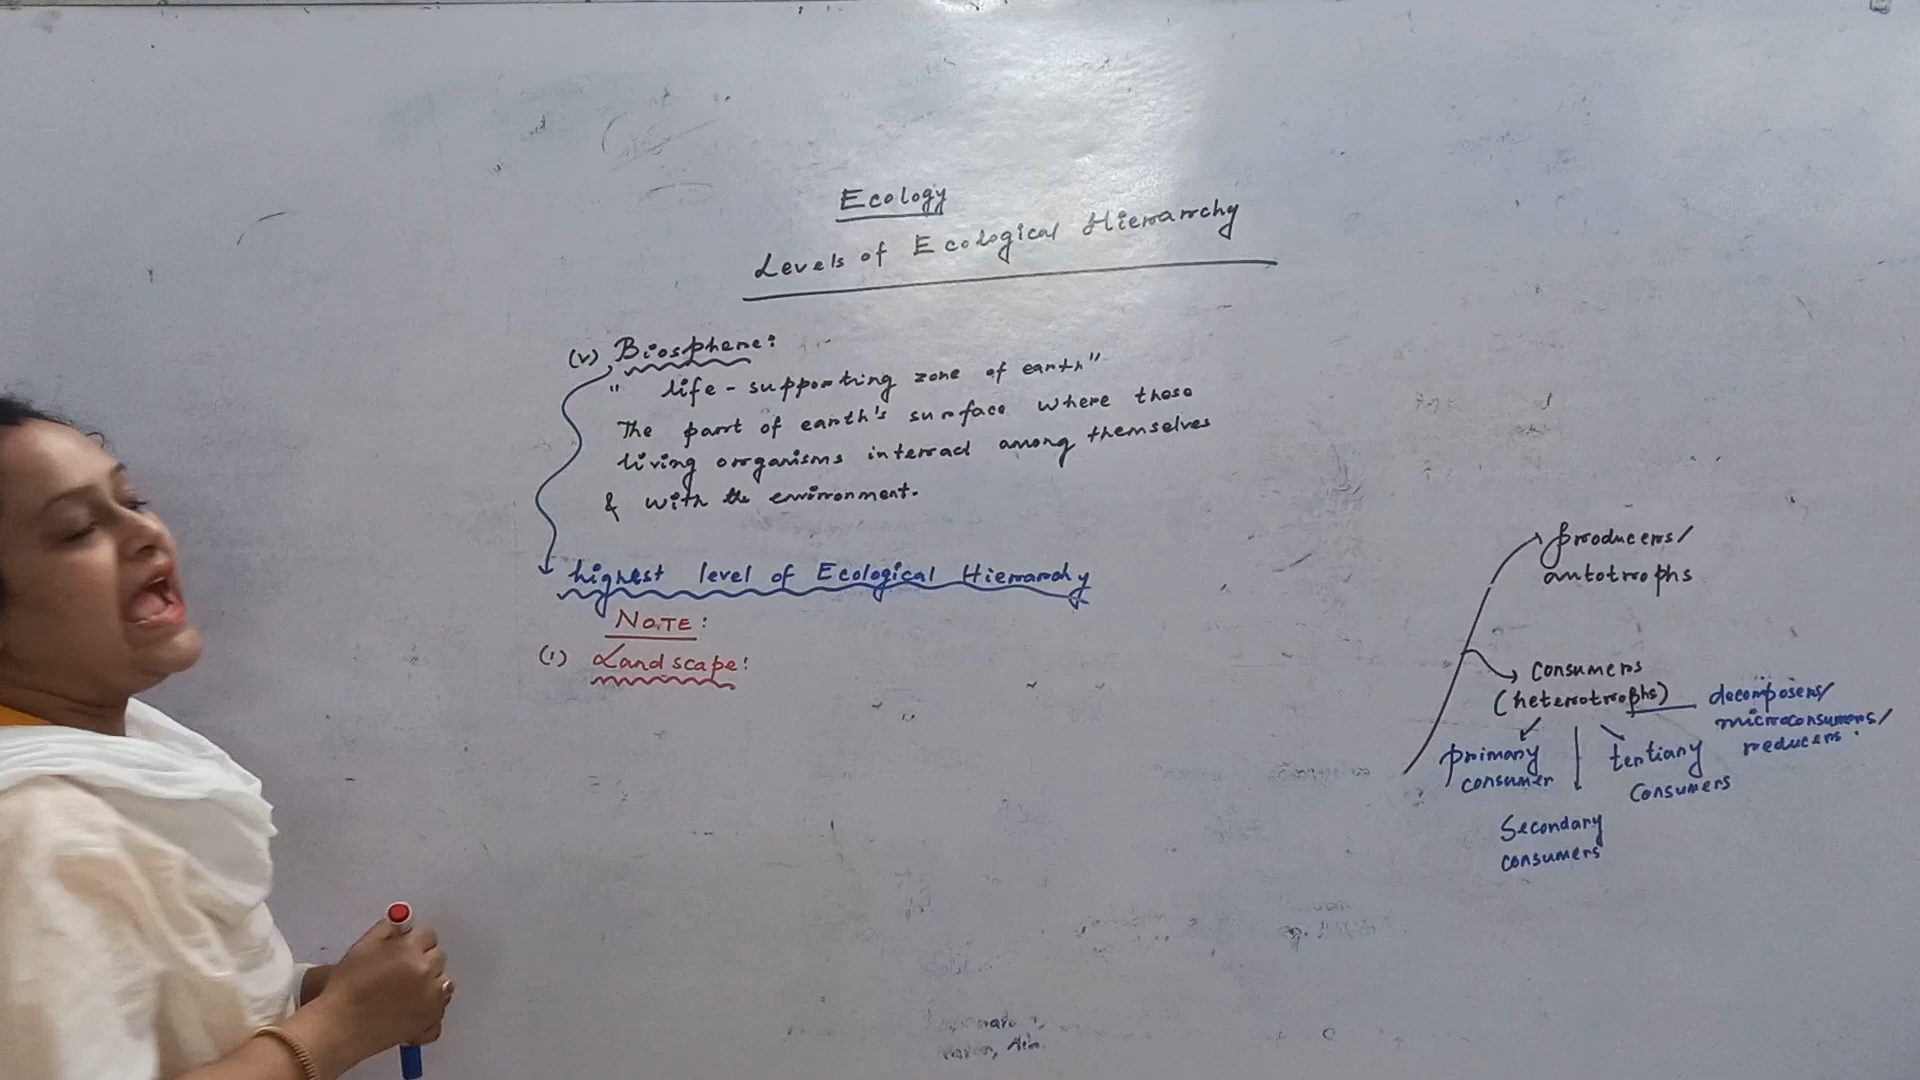 Ecology
Levels of Ecological Hierarchy
(v) Biosphere:
" life - supporting zone of earth"
The part of earth's surface where those
living organisms interact among themselves
& with the environment.
highest level of Ecological Hierarchy
NOTE:
(1) Landscape:
producers/
autotrophs
consumers
(heterotrophs)
decomposers/
microconsumers/
reducers.
primary
consumer
tertiary
consumers
Secondary
consumers